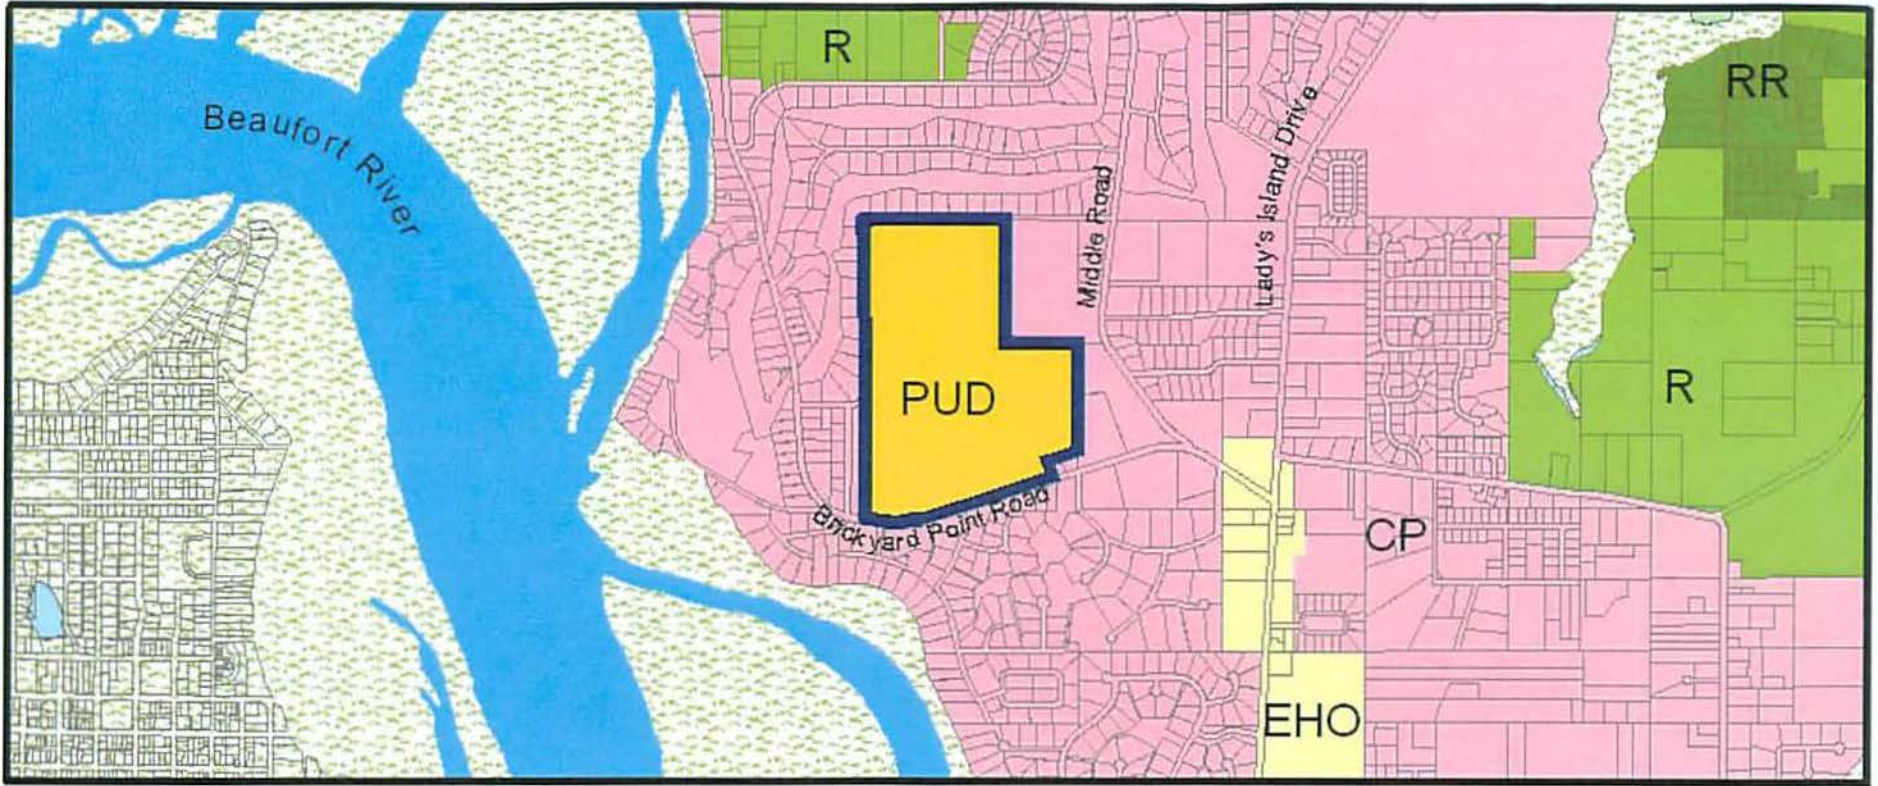 R
RR
Beaufort River
Lady's Island Drive
Middle Road
PUD
R
Brickyard Point Road
CP
EHO